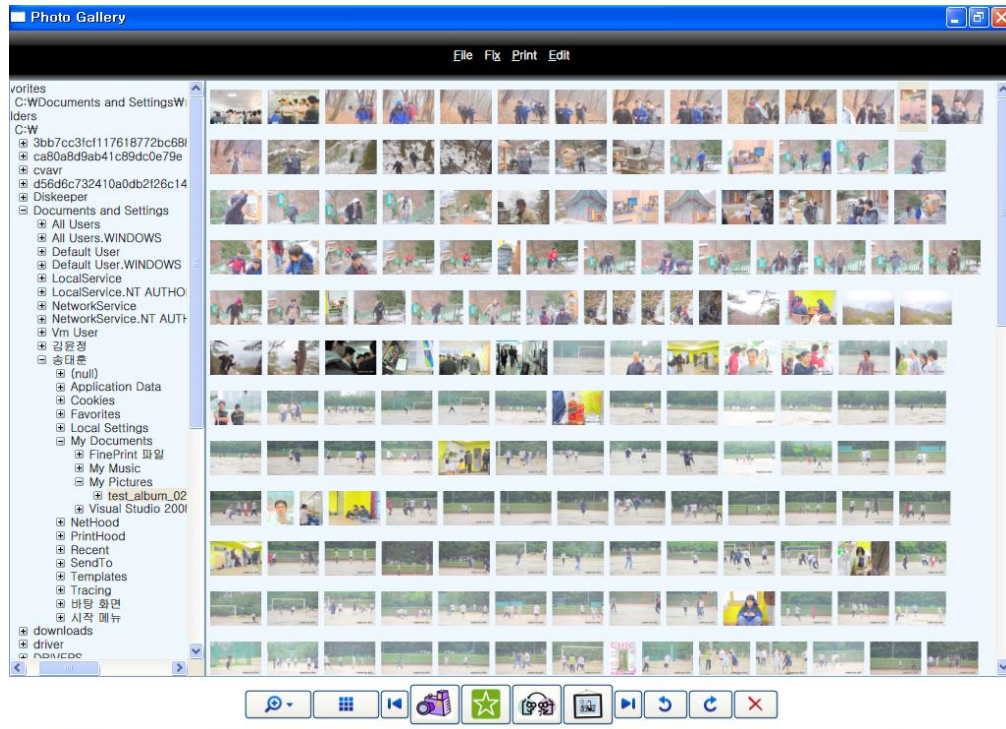 Photo Gallery
File Fix Print Edit
vorites
C:₩Documents and Settings₩
lders
C:₩
3bb7cc3fcf117618772bc68
ca80a8d9ab41c89dc0e79e
cvavr
d56d6c732410a0db2f26c14
Diskeeper
Documents and Settings
All Users
All Users.WINDOWS
Default User
Default User.WINDOWS
LocalService
LocalService.NT AUTHO
NetworkService
NetworkService.NT AUTH
Vm User
김윤정
송태훈
(null)
Application Data
Cookies
Favorites
Local Settings
My Documents
FinePrint 파일
My Music
My Pictures
test_album_02
Visual Studio 200
NetHood
PrintHood
Recent
SendTo
Templates
Tracing
바탕 화면
시작 메뉴
downloads
driver
DRIVERS